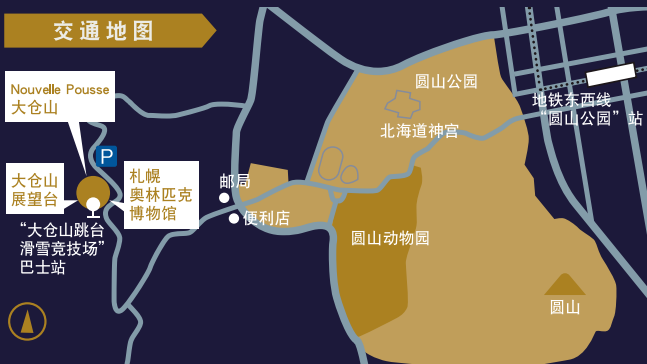 交通地图
Nouvelle Pousse
大仓山
P
大仓山
展望台
札幌
奥林匹克
博物馆
“大仓山跳台
滑雪竞技场”
巴士站
邮局
便利店
圆山公园
北海道神宫
圆山动物园
地铁东西线
“圆山公园”站
圆山